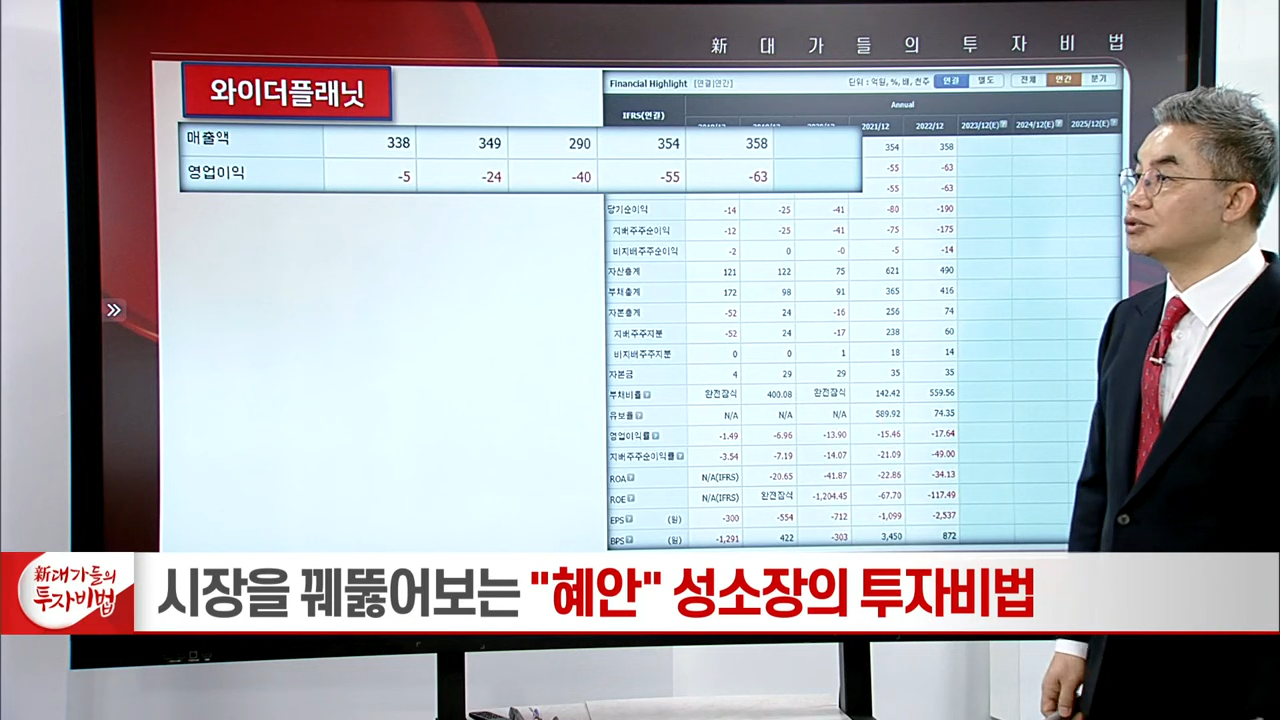 新 대 가 들 의 투 자 비 법
와이더플래닛
매출액 338 349 290 354 358
영업이익 -5 -24 -40 -55 -63
Financial Highlight [연결|연간] 단위 : 억원, %, 배, 천주 연결 별도 전체 연간 분기
IFRS(연결) Annual
2021/12 2022/12 2023/12(E) 2024/12(E) 2025/12(E)
354 358
-55 -63
-55 -63
당기순이익 -14 -25 -41 -80 -190
지배주주순이익 -12 -25 -41 -75 -175
비지배주주순이익 -2 0 -0 -5 -14
자산총계 121 122 75 621 490
부채총계 172 98 91 365 416
자본총계 -52 24 -16 256 74
지배주주지분 -52 24 -17 238 60
비지배주주지분 0 0 1 18 14
자본금 4 29 29 35 35
부채비율 완전잠식 400.08 완전잠식 142.42 559.56
유보율 N/A N/A N/A 589.92 74.35
영업이익률 -1.49 -6.96 -13.90 -15.46 -17.64
지배주주순이익률 -3.54 -7.19 -14.07 -21.09 -49.00
ROA N/A(IFRS) -20.65 -41.87 -22.86 -34.13
ROE N/A(IFRS) 완전잠식 -1,204.45 -67.70 -117.49
EPS (원) -300 -554 -712 -1,099 -2,537
BPS (원) -1,291 422 -303 3,450 872
新대가들의
투자비법
시장을 꿰뚫어보는 "혜안" 성소장의 투자비법